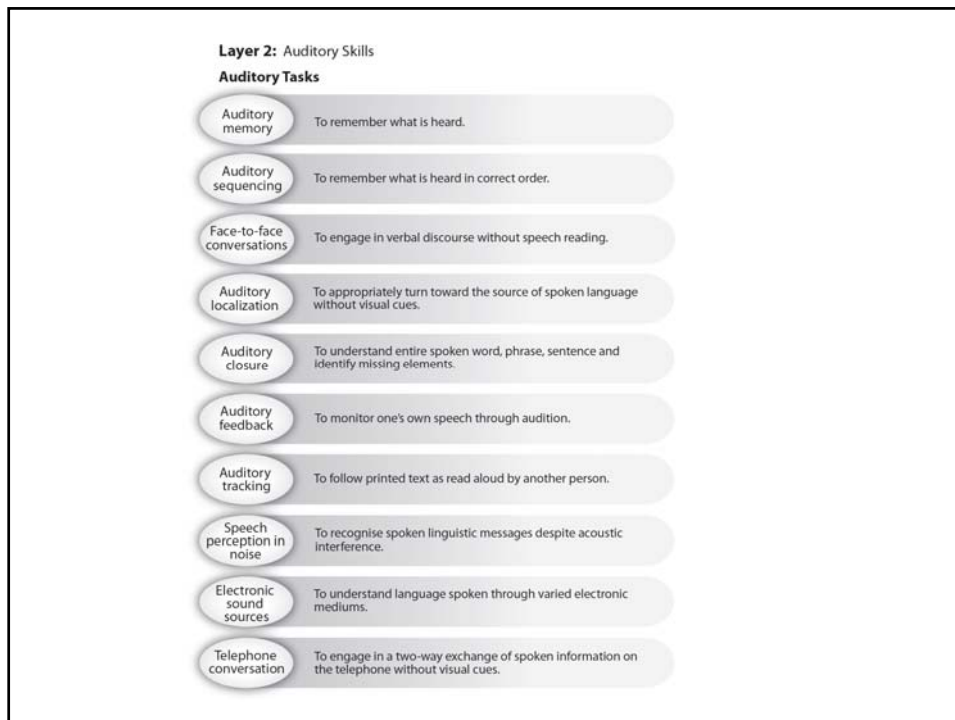 Layer 2: Auditory Skills
Auditory Tasks
Auditory
memory
To remember what is heard.
Auditory
sequencing
To remember what is heard in correct order.
Face-to-face
conversations
To engage in verbal discourse without speech reading.
Auditory
localization
To appropriately turn toward the source of spoken language
without visual cues.
Auditory
closure
To understand entire spoken word, phrase, sentence and
identify missing elements.
Auditory
feedback
To monitor one's own speech through audition.
Auditory
tracking
To follow printed text as read aloud by another person.
Speech
perception in
noise
To recognise spoken linguistic messages despite acoustic
interference.
Electronic
sound
sources
To understand language spoken through varied electronic
mediums.
Telephone
conversation
To engage in a two-way exchange of spoken information on
the telephone without visual cues.